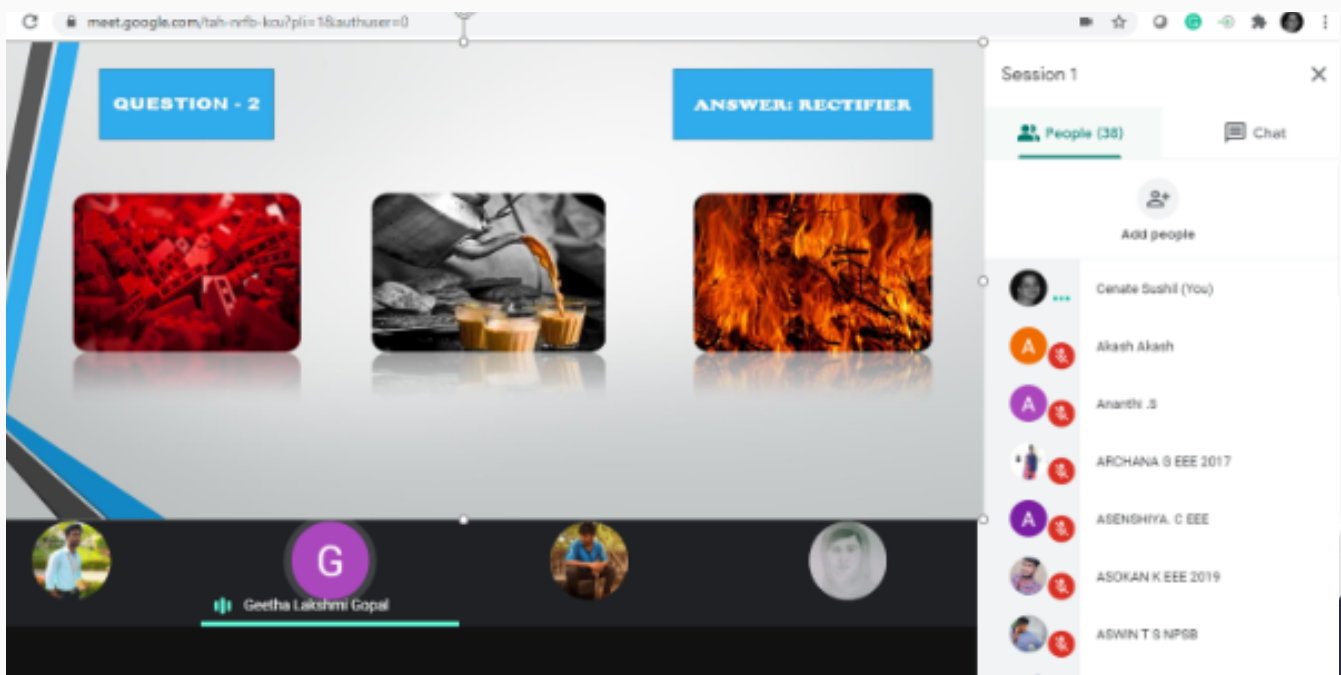 meet.google.com/tah-nrfb-kcu?pli=1&authuser=0
QUESTION - 2
ANSWER: RECTIFIER
Session 1
People (38)
Chat
Add people
Cenate Sushil (You)
A
Akash Akash
A
Ananthi .S
ARCHANA G EEE 2017
A
ASENSHIYA. C EEE
ASOKAN K EEE 2019
ASWIN T S NPSB
G
Geetha Lakshmi Gopal